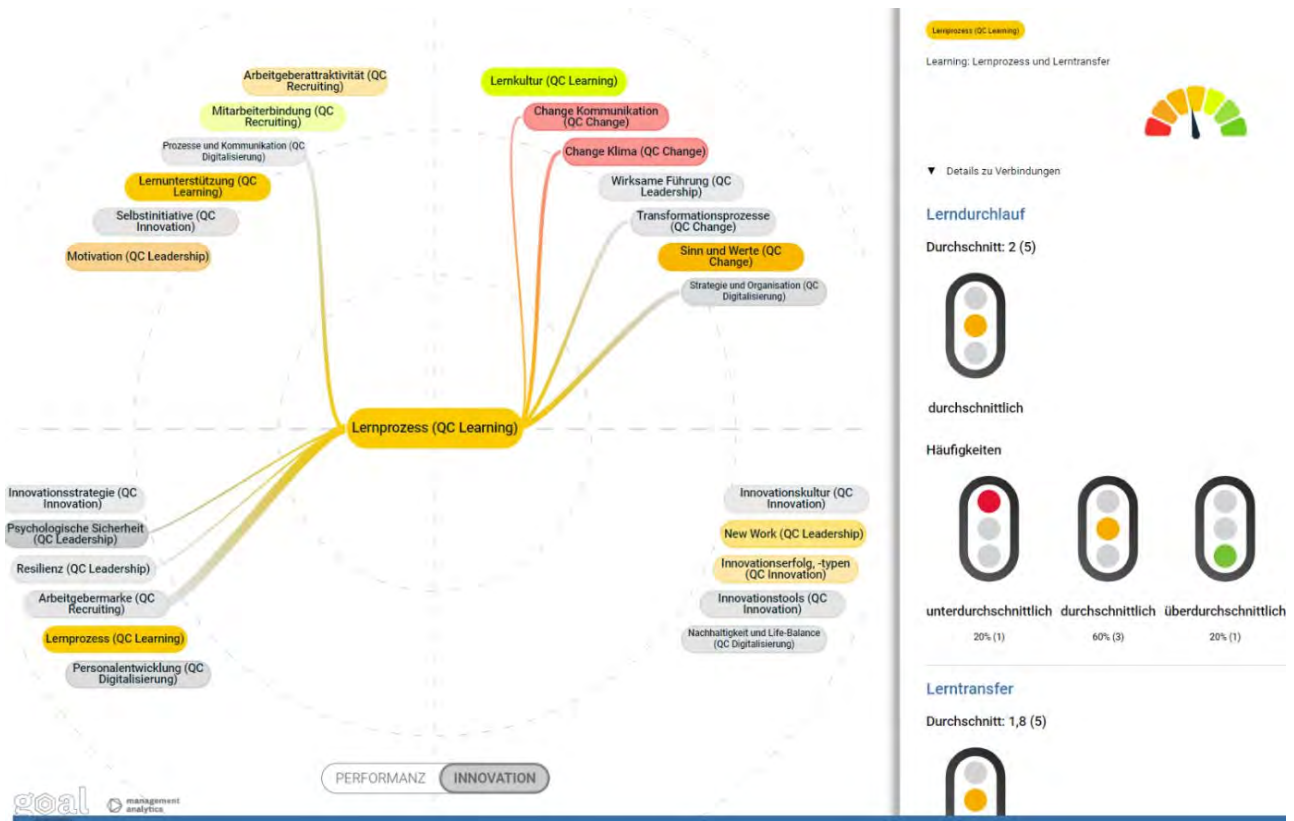 Arbeitgeberattraktivität (QC
Recruiting)
Mitarbeiterbindung (QC
Recruiting)
Prozesse und Kommunikation (QC
Digitalisierung)
Lernunterstützung (QC
Learning)
Selbstinitiative (QC
Innovation)
Motivation (QC Leadership)
Lernkultur (QC Learning)
Change Kommunikation
(QC Change)
Change Klima (QC Change)
Wirksame Führung (QC
Leadership)
Transformationsprozesse
(QC Change)
Sinn und Werte (QC
Change)
Strategie und Organisation (QC
Digitalisierung)
Lernprozess (QC Learning)
Innovationsstrategie (QC
Innovation)
Psychologische Sicherheit
(QC Leadership)
Resilienz (QC Leadership)
Arbeitgebermarke (QC
Recruiting)
Lernprozess (QC Learning)
Personalentwicklung (QC
Digitalisierung)
Innovationskultur (QC
Innovation)
New Work (QC Leadership)
Innovationserfolg, -typen
(QC Innovation)
Innovationstools (QC
Innovation)
Nachhaltigkeit und Life-Balance
(QC Digitalisierung)
PERFORMANZ INNOVATION
goal management
analytics
Lernprozess (QC Learning)
Learning: Lernprozess und Lerntransfer
▼ Details zu Verbindungen
Lerndurchlauf
Durchschnitt: 2 (5)
durchschnittlich
Häufigkeiten
unterdurchschnittlich durchschnittlich überdurchschnittlich
20% (1) 60% (3) 20% (1)
Lerntransfer
Durchschnitt: 1,8 (5)